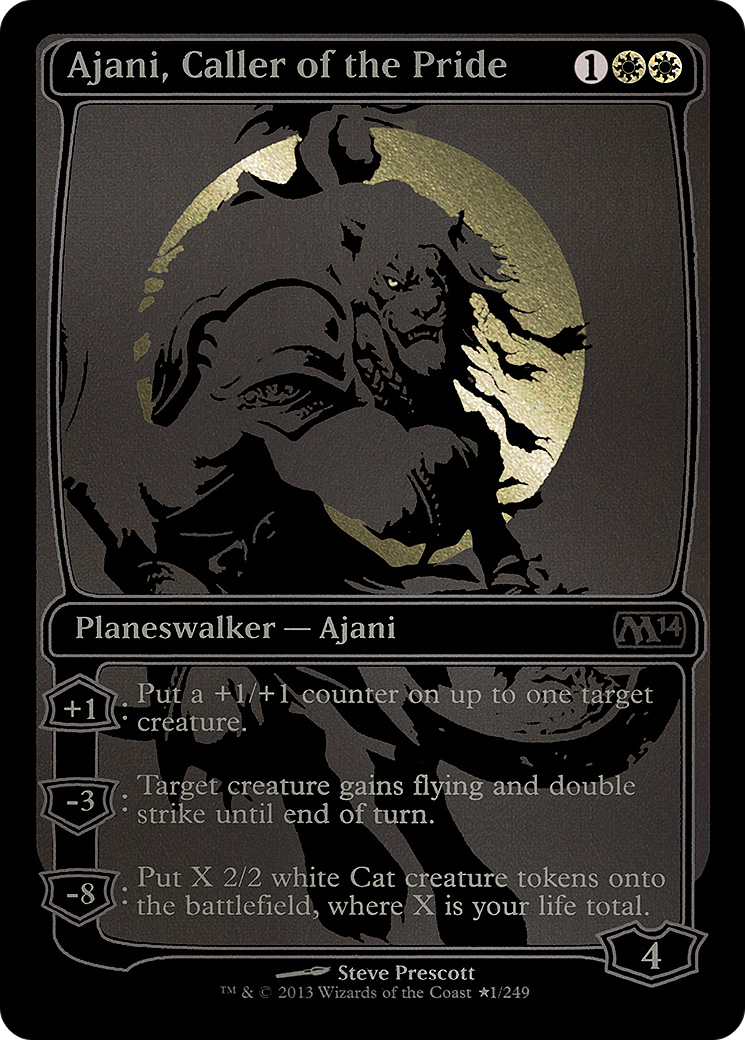 Ajani, Caller of the Pride 1
Planeswalker — Ajani M14
+1 : Put a +1/+1 counter on up to one target
creature.
-3 : Target creature gains flying and double
strike until end of turn.
-8 : Put X 2/2 white Cat creature tokens onto
the battlefield, where X is your life total.
4
Steve Prescott
™ & © 2013 Wizards of the Coast ★1/249